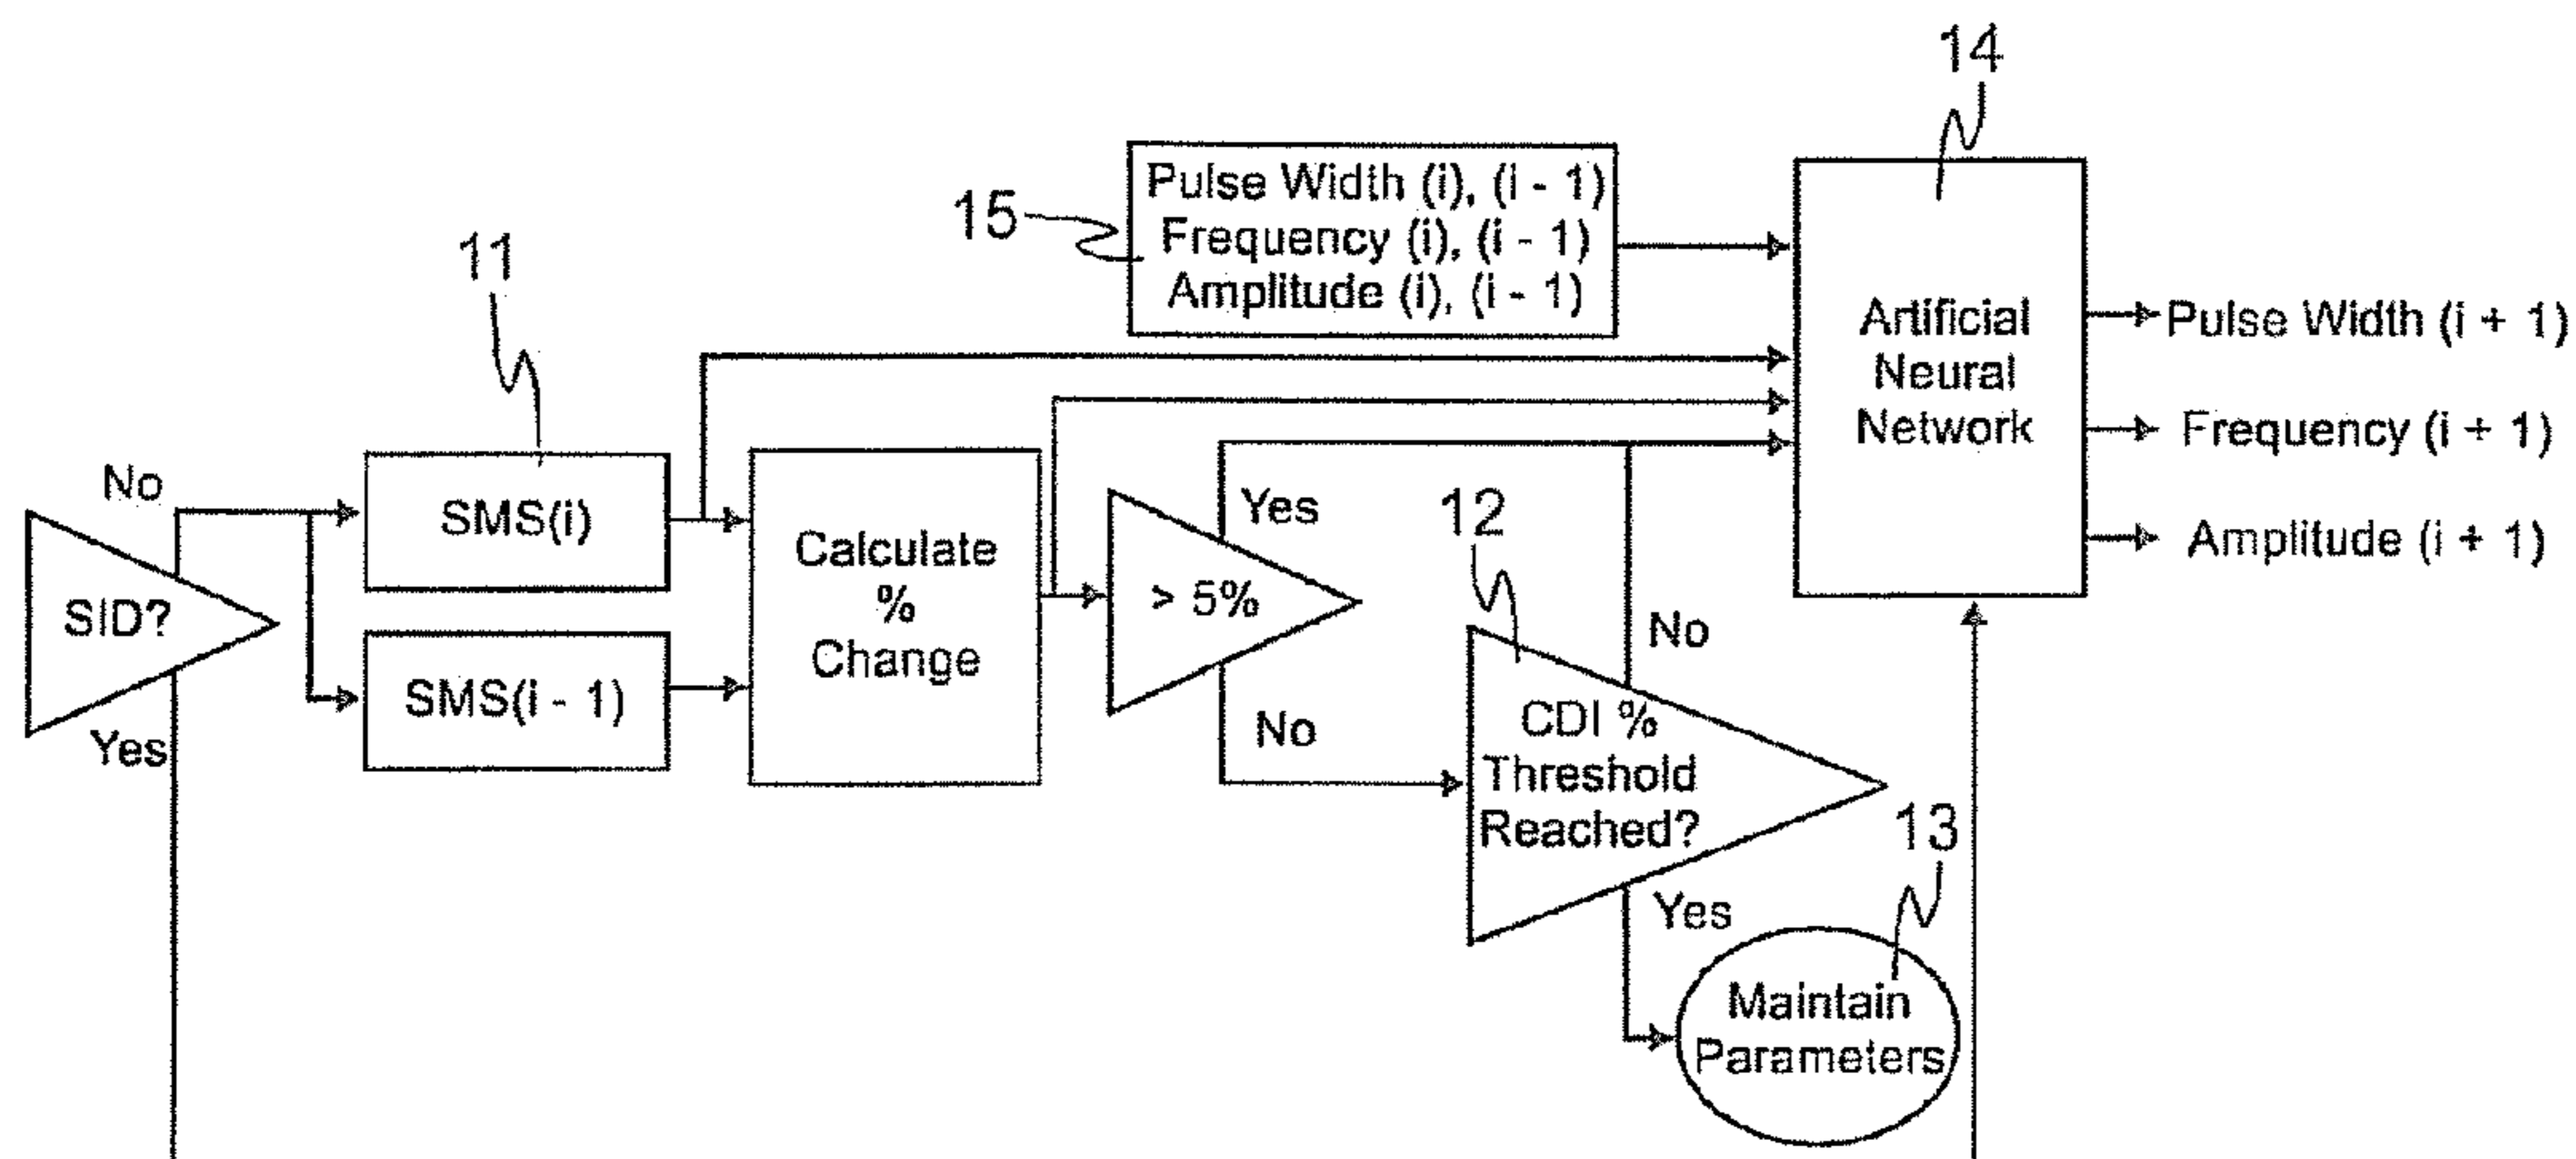 14
15
Pulse Width (i), (i - 1)
Frequency (i), (i - 1)
Amplitude (i), (i - 1)
11
Artificial
Neural
Network
Pulse Width (i + 1)
Frequency (i + 1)
Amplitude (i + 1)
No
SID?
Yes
SMS(i)
SMS(i - 1)
Calculate
%
Change
> 5%
Yes
No
12
No
CDI %
Threshold
Reached?
Yes
13
Maintain
Parameters